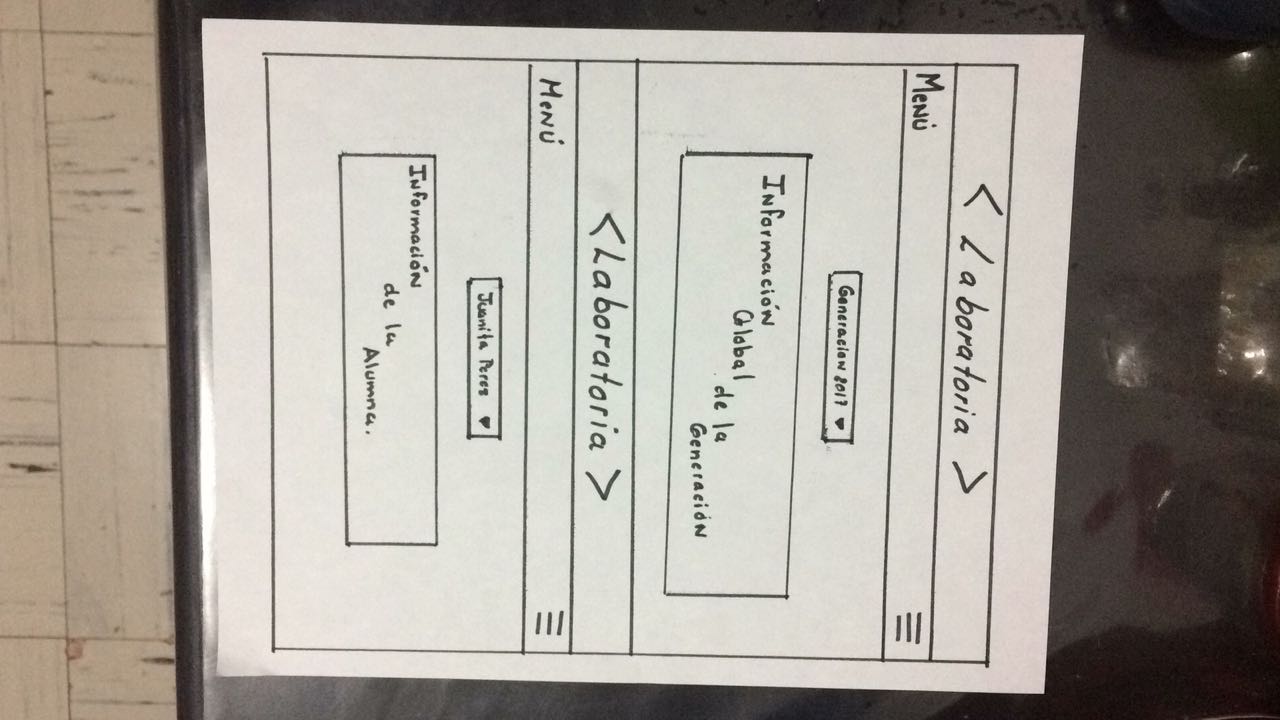 < Laboratoria >
Menú
Generacion 2017
Información
Global
de la
Generación
<Laboratoria>
Menú
Juanita Perez
Información
de la
Alumna.